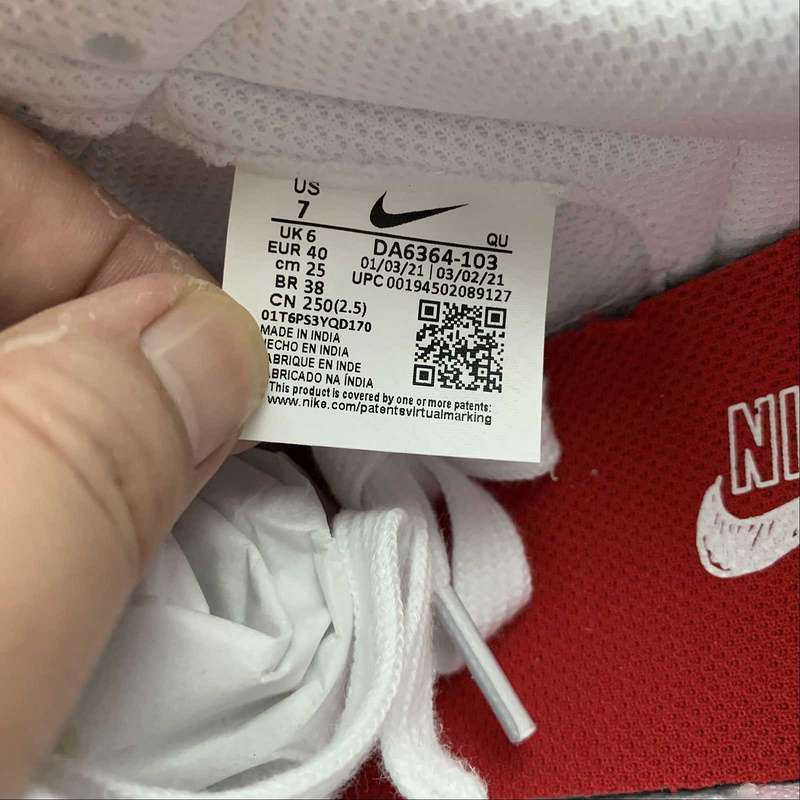 US
7
UK 6
EUR 40
cm 25
BR 38
CN 250(2.5)
QU
DA6364-103
01/03/21 | 03/02/21
UPC 00194502089127
01T6PS3YQD170
MADE IN INDIA
HECHO EN INDIA
FABRIQUE EN INDE
FABRICADO NA ÍNDIA
This product is covered by one or more patents:
www.nike.com/patentsvirtualmarking
NI